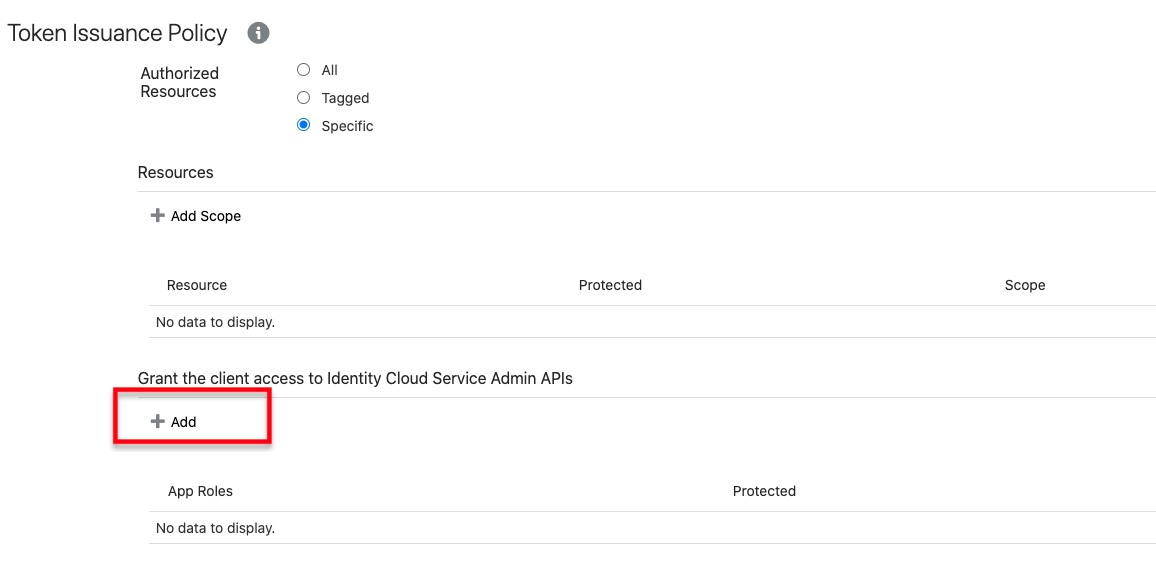 Token Issuance Policy
Authorized
Resources
All
Tagged
Specific
Resources
Add Scope
Resource Protected Scope
No data to display.
Grant the client access to Identity Cloud Service Admin APIs
Add
App Roles Protected
No data to display.